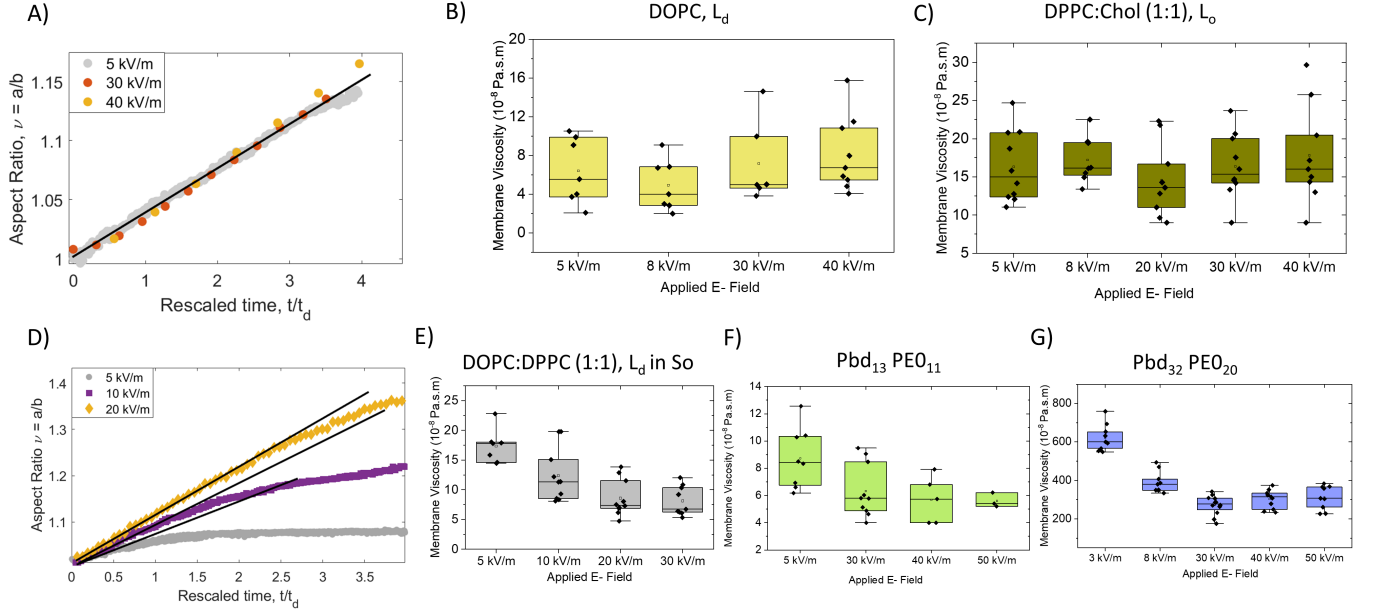 A)
5 kV/m
30 kV/m
40 kV/m
1.15
1.1
1.05
1
Aspect Ratio, ν = a/b
0
1
2
3
4
Rescaled time, t/td
B)
DOPC, Ld
20
16
12
8
4
0
Membrane Viscosity (10-8 Pa.s.m)
5 kV/m
8 kV/m
30 kV/m
40 kV/m
Applied E- Field
C)
DPPC:Chol (1:1), Lo
30
25
20
15
10
5
Membrane Viscosity (10-8 Pa.s.m)
5 kV/m
8 kV/m
20 kV/m
30 kV/m
40 kV/m
Applied E- Field
D)
5 kV/m
10 kV/m
20 kV/m
1.4
1.3
1.2
1.1
Aspect Ratio ν = a/b
0
0.5
1
1.5
2
2.5
3
3.5
Rescaled time, t/td
E)
DOPC:DPPC (1:1), Ld in So
25
20
15
10
5
0
Membrane Viscosity (10-8 Pa.s.m)
5 kV/m
10 kV/m
20 kV/m
30 kV/m
Applied E- Field
F)
Pbd13 PE011
14
12
10
8
6
4
2
Membrane Viscosity (10-8 Pa.s.m)
5 kV/m
30 kV/m
40 kV/m
50 kV/m
Applied E- Field
G)
Pbd32 PE020
800
600
400
200
Membrane Viscosity (10-8 Pa.s.m)
3 kV/m
8 kV/m
30 kV/m
40 kV/m
50 kV/m
Applied E- Field